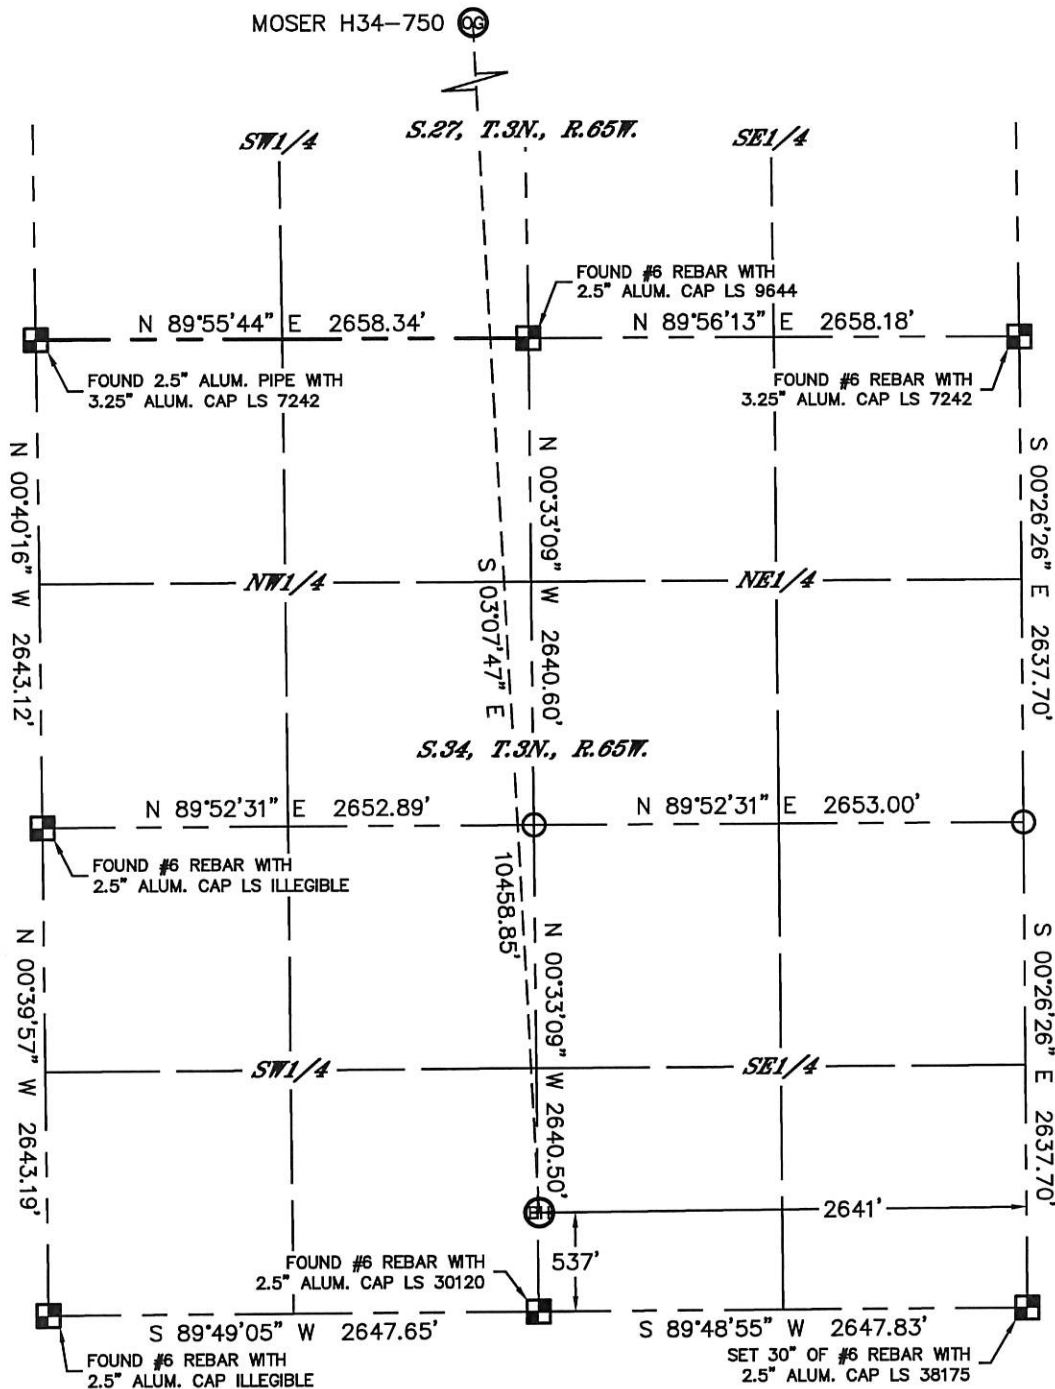 MOSER H34-750 OG
SW1/4
S.27, T.3N., R.65W.
SE1/4
FOUND #6 REBAR WITH
2.5" ALUM. CAP LS 9644
N 89°55'44" E 2658.34'
N 89°56'13" E 2658.18'
FOUND 2.5" ALUM. PIPE WITH
3.25" ALUM. CAP LS 7242
FOUND #6 REBAR WITH
3.25" ALUM. CAP LS 7242
N 00°40'16" W 2643.12'
S 03°07'47" E
N 00°33'09" W 2640.60'
S 00°26'26" E 2637.70'
NW1/4
NE1/4
S.34, T.3N., R.65W.
N 89°52'31" E 2652.89'
N 89°52'31" E 2653.00'
FOUND #6 REBAR WITH
2.5" ALUM. CAP LS ILLEGIBLE
10458.85'
N 00°39'57" W 2643.19'
N 00°33'09" W 2640.50'
S 00°26'26" E 2637.70'
SW1/4
SE1/4
BH
2641'
537'
FOUND #6 REBAR WITH
2.5" ALUM. CAP LS 30120
S 89°49'05" W 2647.65'
S 89°48'55" W 2647.83'
FOUND #6 REBAR WITH
2.5" ALUM. CAP ILLEGIBLE
SET 30" OF #6 REBAR WITH
2.5" ALUM. CAP LS 38175